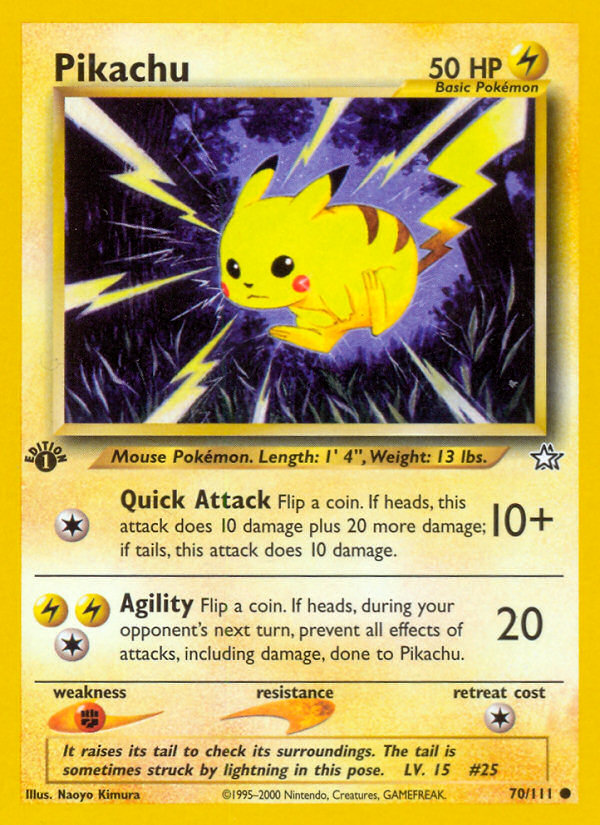 Pikachu
50 HP
Basic Pokémon
EDITION
1
Mouse Pokémon. Length: 1' 4", Weight: 13 lbs.
Quick Attack Flip a coin. If heads, this
attack does 10 damage plus 20 more damage;
if tails, this attack does 10 damage.
10+
Agility Flip a coin. If heads, during your
opponent's next turn, prevent all effects of
attacks, including damage, done to Pikachu.
20
weakness resistance retreat cost
It raises its tail to check its surroundings. The tail is
sometimes struck by lightning in this pose. LV. 15 #25
Illus. Naoyo Kimura ©1995-2000 Nintendo, Creatures, GAMEFREAK. 70/111